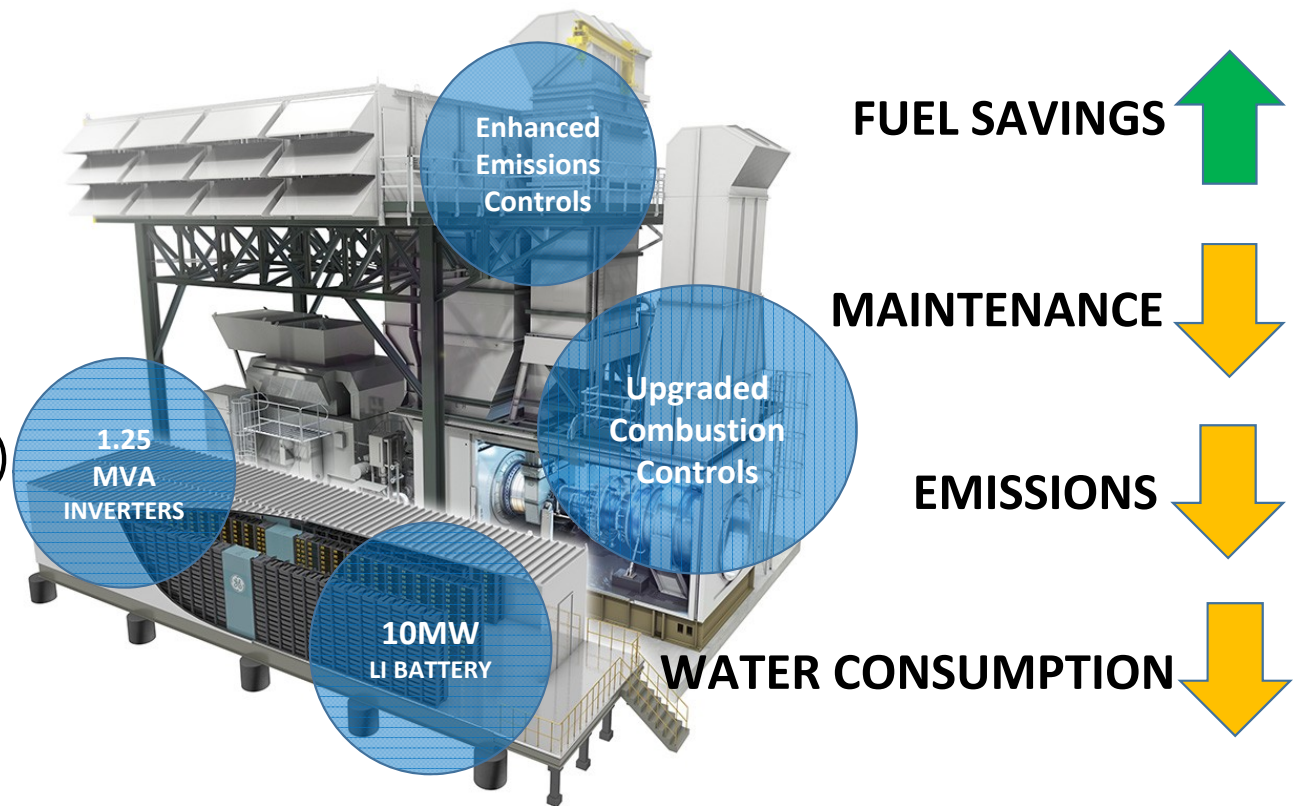 Enhanced
Emissions
Controls
FUEL SAVINGS
MAINTENANCE
Upgraded
Combustion
Controls
1.25
MVA
INVERTERS
)
EMISSIONS
10MW
LI BATTERY
WATER CONSUMPTION